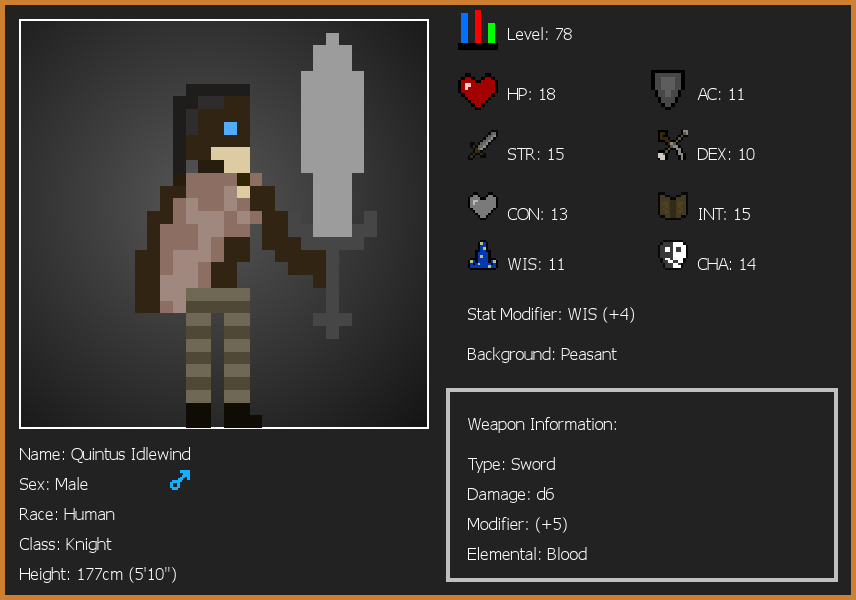 Level: 78
HP: 18
AC: 11
STR: 15
DEX: 10
CON: 13
INT: 15
WIS: 11
CHA: 14
Stat Modifier: WIS (+4)
Background: Peasant
Weapon Information:
Type: Sword
Damage: d6
Modifier: (+5)
Elemental: Blood
Name: Quintus Idlewind
Sex: Male
Race: Human
Class: Knight
Height: 177cm (5'10")